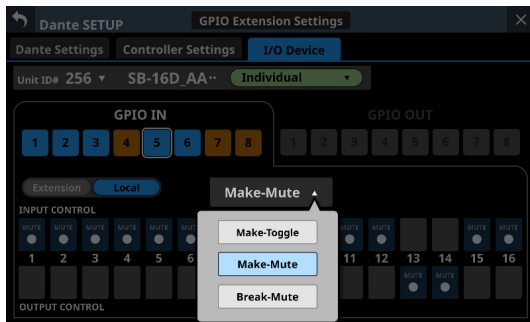 Dante SETUP
GPIO Extension Settings
×
Dante Settings
Controller Settings
I/O Device
Unit ID# 256 ▼
SB-16D_AA··
Individual ▼
GPIO IN
GPIO OUT
1 2 3 4 5 6 7 8
1 2 3 4 5 6 7 8
Extension Local
Make-Mute ▲
INPUT CONTROL
MUTE MUTE MUTE MUTE MUTE MUTE MUTE MUTE MUTE
1 2 3 4 5 6 11 12 13 14 15 16
MUTE MUTE
OUTPUT CONTROL
Make-Toggle
Make-Mute
Break-Mute